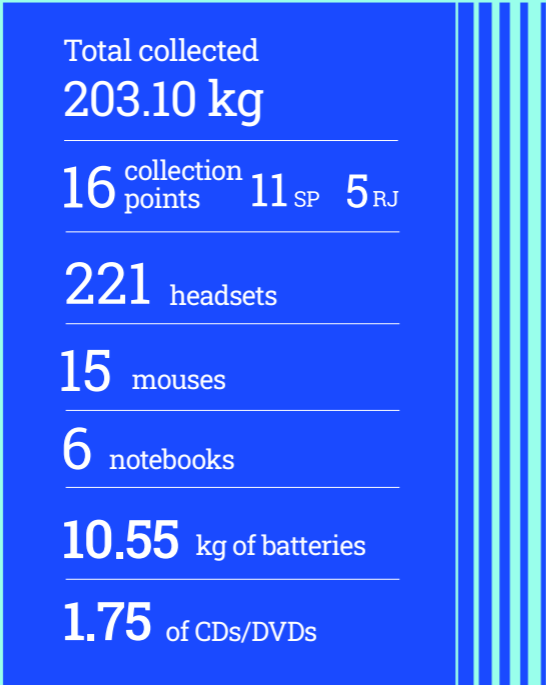 Total collected
203.10 kg
16 collection points 11 SP 5 RJ
221 headsets
15 mouses
6 notebooks
10.55 kg of batteries
1.75 of CDs/DVDs